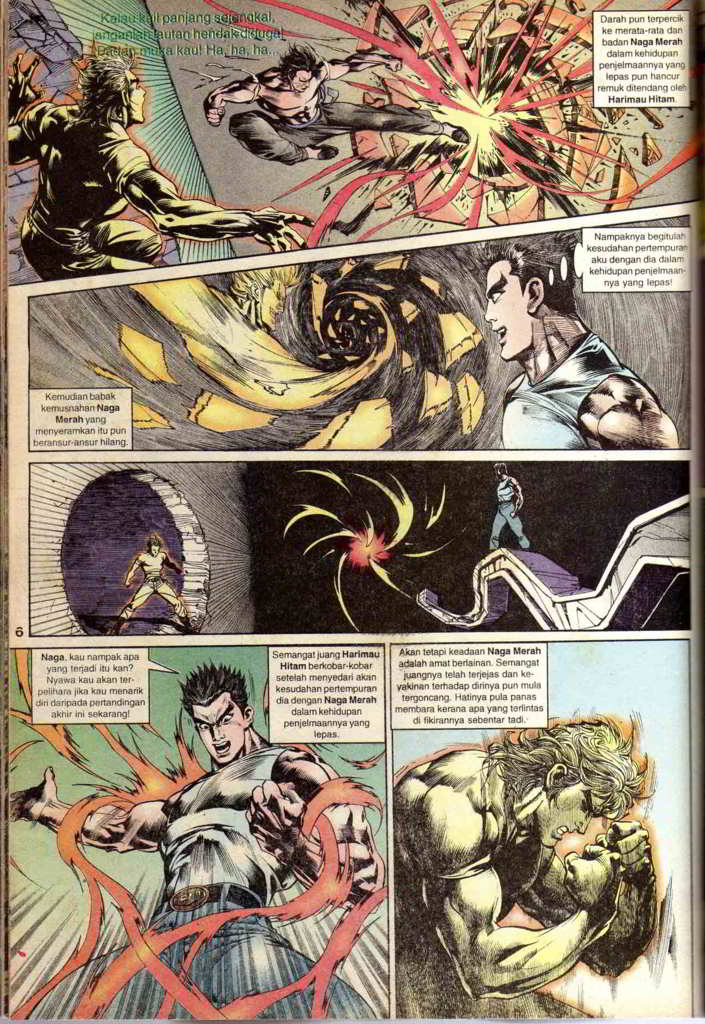 Kalau kail panjang sejengkal,
janganlah lautan hendak diduga!
Dadah muka kau! Ha, ha, ha...
Darah pun terpercik
ke merata-rata dan
badan Naga Merah
dalam kehidupan
penjelmaannya yang
lepas pun hancur
remuk ditendang oleh
Harimau Hitam.
Nampaknya begitulah
kesudahan pertempuran
aku dengan dia dalam
kehidupan penjelmaan-
nya yang lepas!
Kemudian babak
kemusnahan Naga
Merah yang
menyeramkan itu pun
beransur-ansur hilang.
6
Naga, kau nampak apa
yang terjadi itu kan?
Nyawa kau akan ter-
pelihara jika kau menarik
diri daripada pertandingan
akhir ini sekarang!
Semangat juang Harimau
Hitam berkobar-kobar
setelah menyedari akan
kesudahan pertempuran
dia dengan Naga Merah
dalam kehidupan
penjelmaannya yang
lepas.
Akan tetapi keadaan Naga Merah
adalah amat berlainan. Semangat
juangnya telah terjejas dan ke-
yakinan terhadap dirinya pun mula
tergoncang. Hatinya pula panas
membara kerana apa yang terlintas
di fikirannya sebentar tadi.